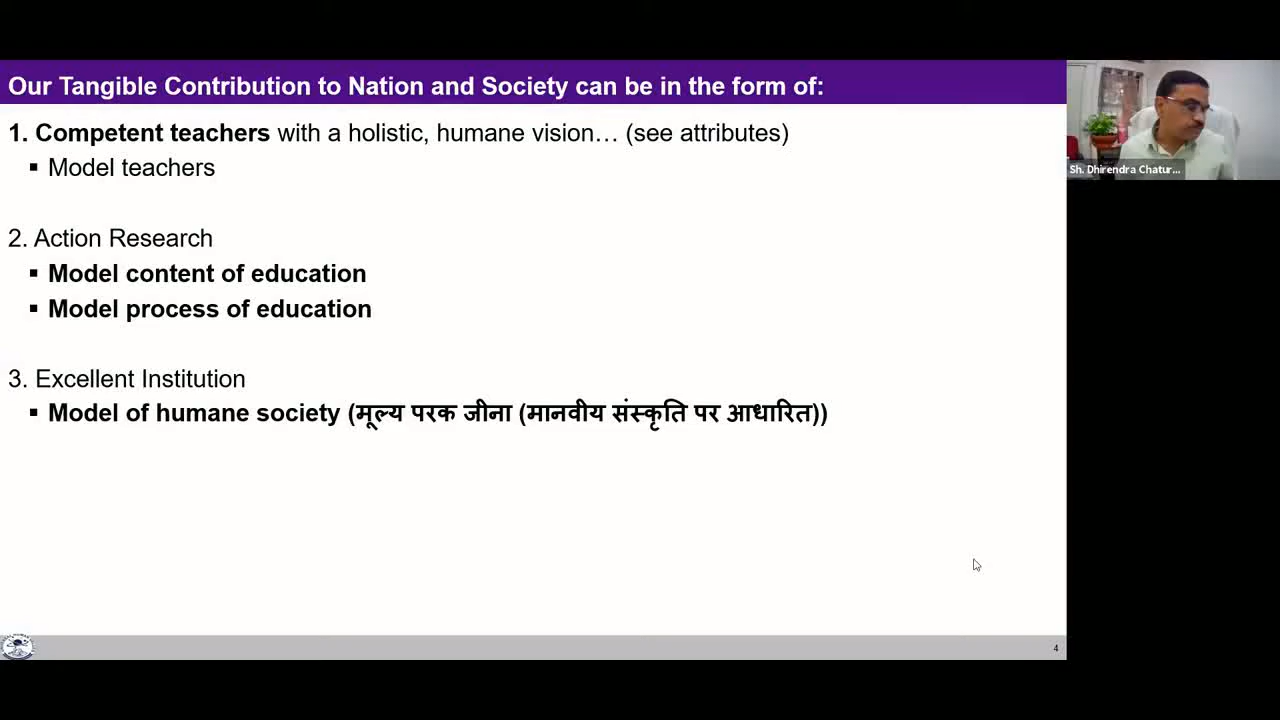 Our Tangible Contribution to Nation and Society can be in the form of:
1. Competent teachers with a holistic, humane vision… (see attributes)
▪ Model teachers
2. Action Research
▪ Model content of education
▪ Model process of education
3. Excellent Institution
▪ Model of humane society (मूल्य परक जीना (मानवीय संस्कृति पर आधारित))
Sh. Dhirendra Chatur...
4